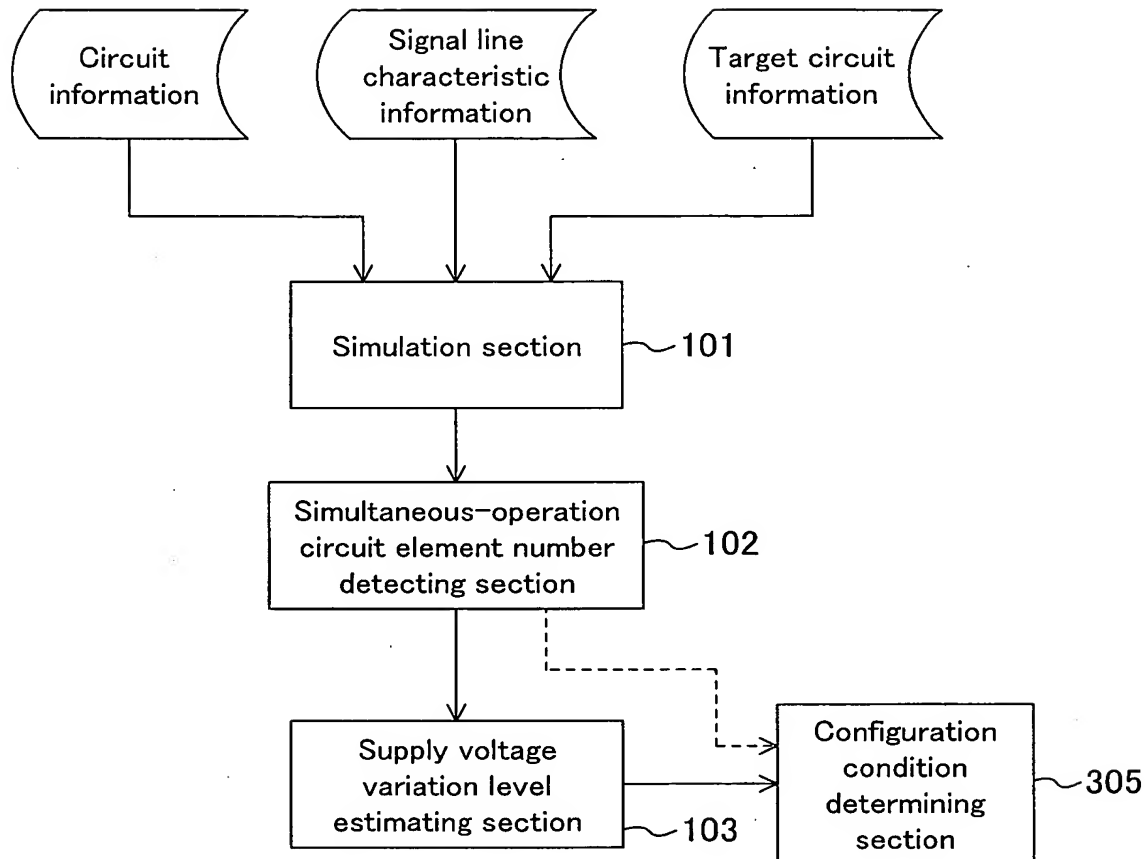 Circuit
information
Signal line
characteristic
information
Target circuit
information
Simulation section
101
Simultaneous-operation
circuit element number
detecting section
102
Supply voltage
variation level
estimating section
103
Configuration
condition
determining
section
305